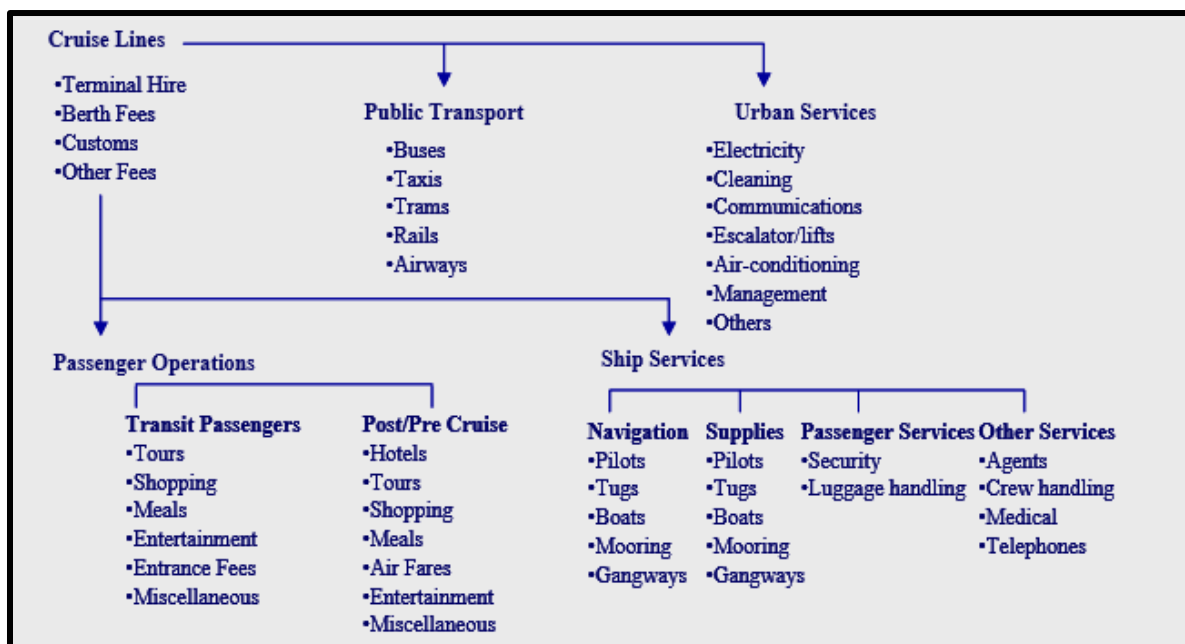 Cruise Lines
•Terminal Hire
•Berth Fees
•Customs
•Other Fees
Public Transport
•Buses
•Taxis
•Trams
•Rails
•Airways
Urban Services
•Electricity
•Cleaning
•Communications
•Escalator/lifts
•Air-conditioning
•Management
•Others
Passenger Operations
Transit Passengers
•Tours
•Shopping
•Meals
•Entertainment
•Entrance Fees
•Miscellaneous
Post/Pre Cruise
•Hotels
•Tours
•Shopping
•Meals
•Air Fares
•Entertainment
•Miscellaneous
Ship Services
Navigation
•Pilots
•Tugs
•Boats
•Mooring
•Gangways
Supplies
•Pilots
•Tugs
•Boats
•Mooring
•Gangways
Passenger Services
•Security
•Luggage handling
Other Services
•Agents
•Crew handling
•Medical
•Telephones